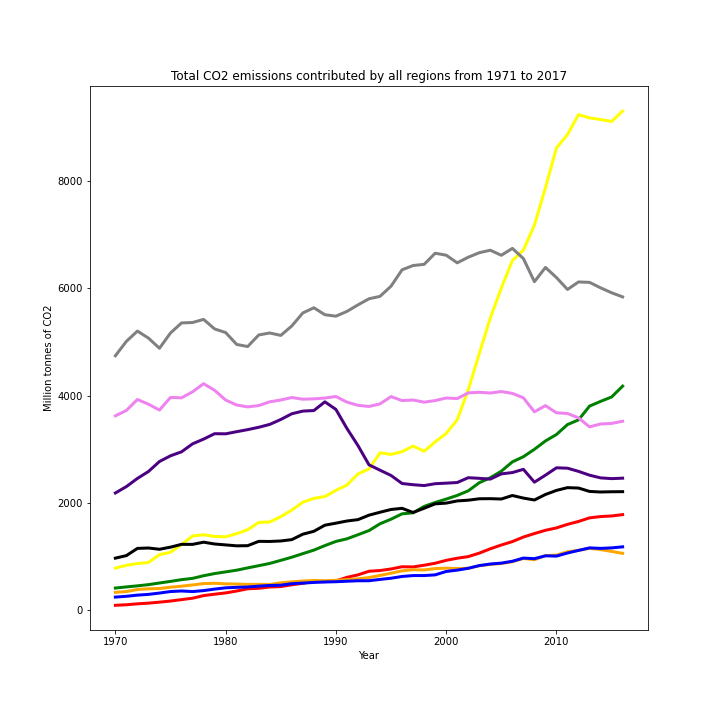 Total CO2 emissions contributed by all regions from 1971 to 2017
8000
6000
Million tonnes of CO2
4000
2000
0
1970 1980 1990 2000 2010
Year